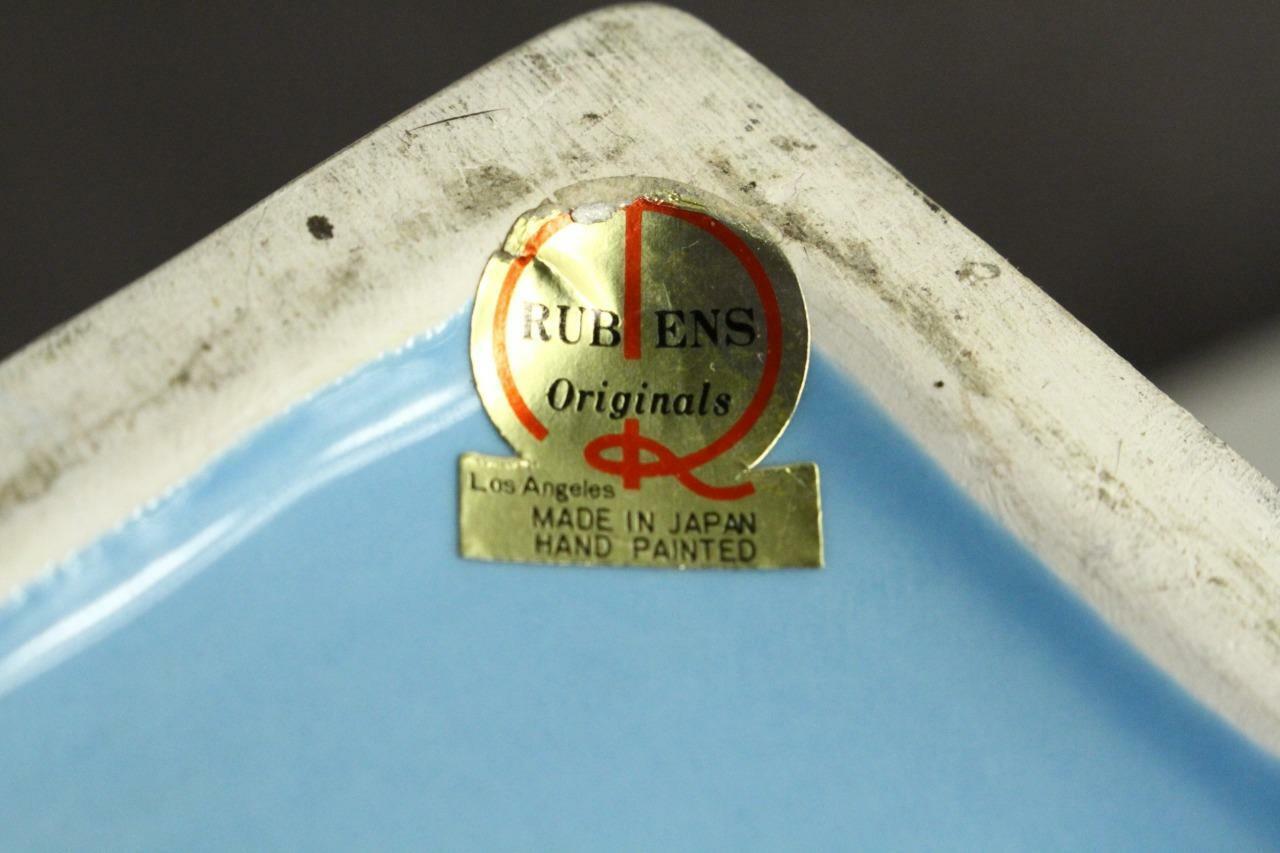 RUBENS
Originals
Los Angeles
MADE IN JAPAN
HAND PAINTED